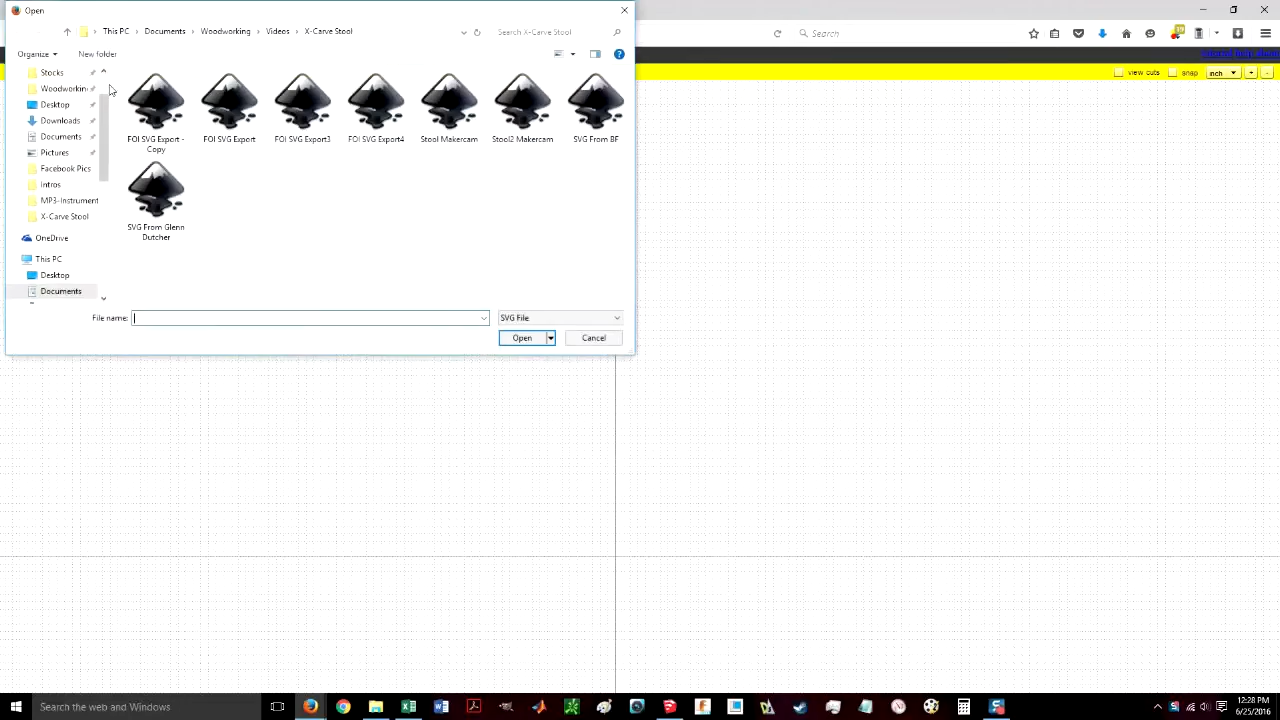 Open
This PC
Documents
Woodworking
Videos
X-Carve Stool
Search X-Carve Stool
Search
Organize
New folder
Stocks
Woodworkin
Desktop
Downloads
Documents
Pictures
Facebook Pics
Intros
MP3-Instrument
X-Carve Stool
OneDrive
This PC
Desktop
Documents
FOI SVG Export - Copy
FOI SVG Export
FOI SVG Export3
FOI SVG Export4
Stool Makercam
Stool2 Makercam
SVG From BF
SVG From Glenn Dutcher
File name:
SVG File
Open
Cancel
view cuts
snap
inch
+
-
Search the web and Windows
12:28 PM
6/25/2016